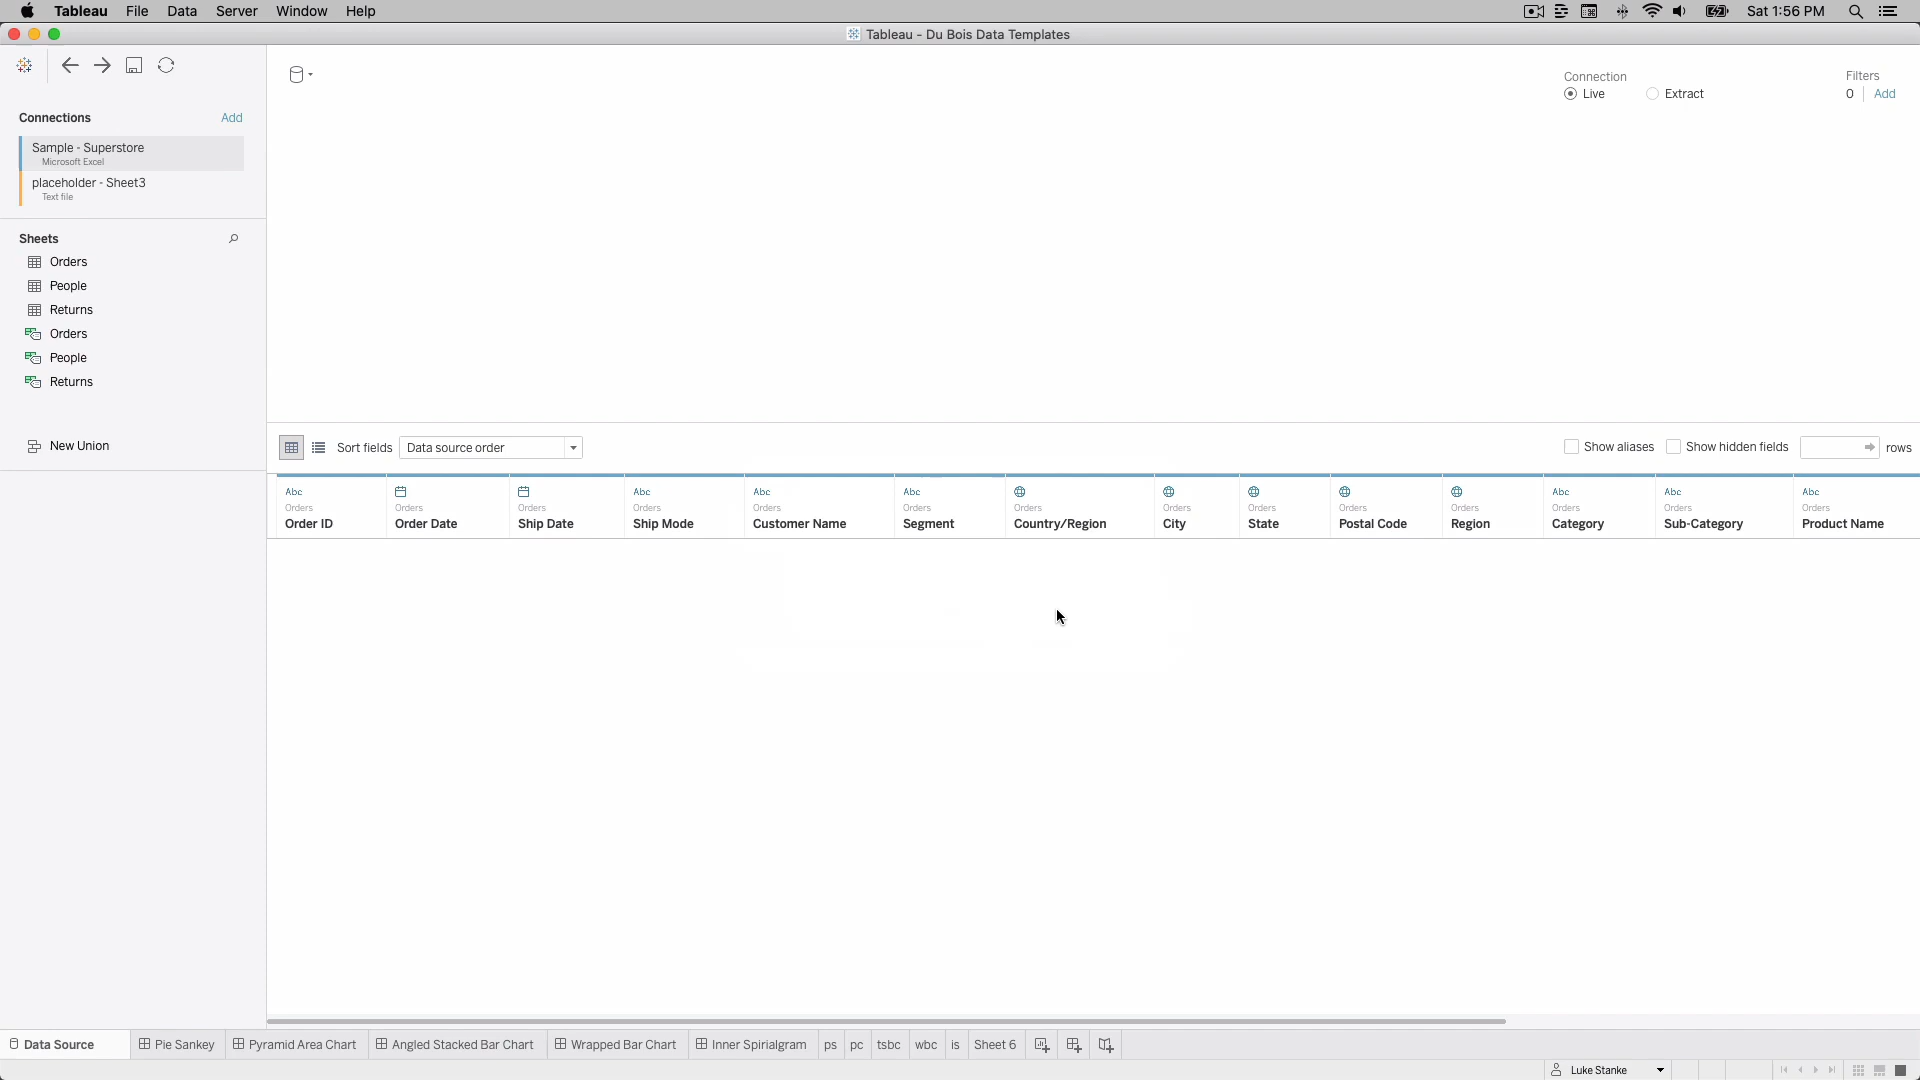 Tableau File Data Server Window Help
Sat 1:56 PM
Tableau - Du Bois Data Templates
Connection
Live Extract
Filters
0 Add
Connections Add
Sample - Superstore
Microsoft Excel
placeholder - Sheet3
Text file
Sheets
Orders
People
Returns
Orders
People
Returns
New Union
Sort fields Data source order Show aliases Show hidden fields rows
Abc Abc Abc Abc Abc Abc Abc
Orders Orders Orders Orders Orders Orders Orders Orders Orders Orders Orders Orders Orders Orders
Order ID Order Date Ship Date Ship Mode Customer Name Segment Country/Region City State Postal Code Region Category Sub-Category Product Name
Data Source Pie Sankey Pyramid Area Chart Angled Stacked Bar Chart Wrapped Bar Chart Inner Spirialgram ps pc tsbc wbc is Sheet 6
Luke Stanke